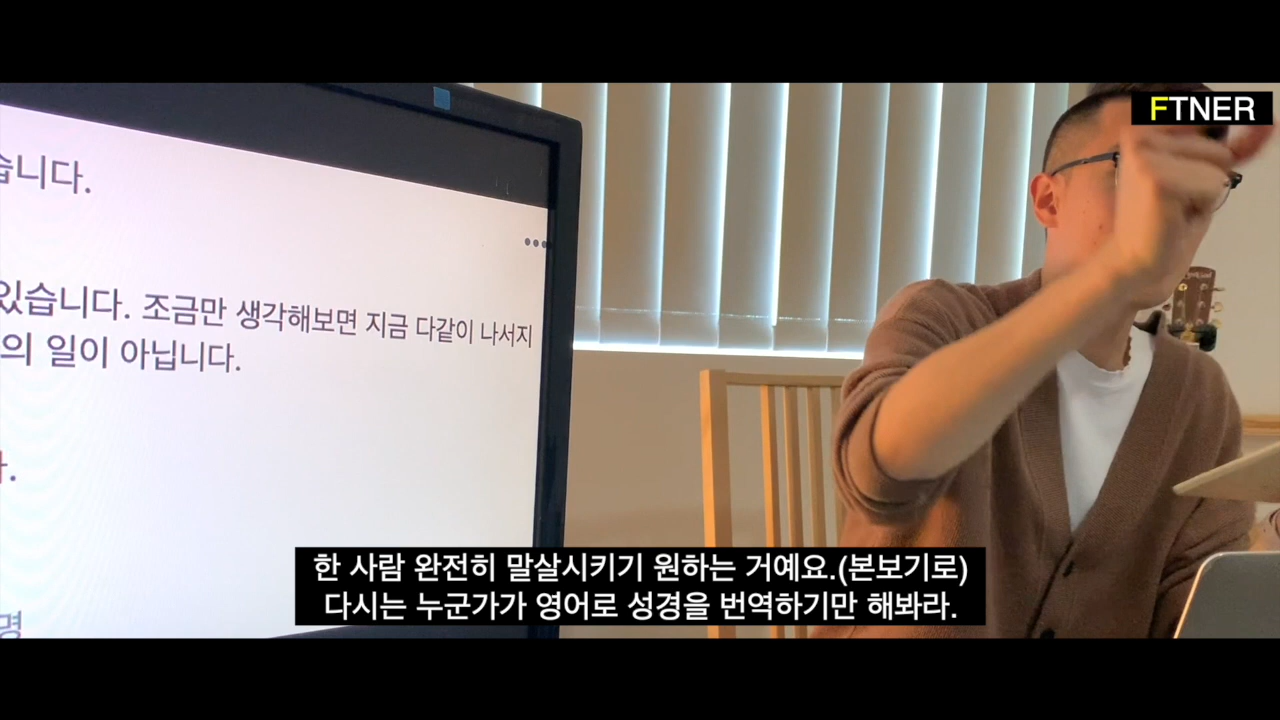 FTNER
습니다.
있습니다. 조금만 생각해보면 지금 다같이 나서지
의 일이 아닙니다.
명
한 사람 완전히 말살시키기 원하는 거예요.(본보기로)
다시는 누군가가 영어로 성경을 번역하기만 해봐라.